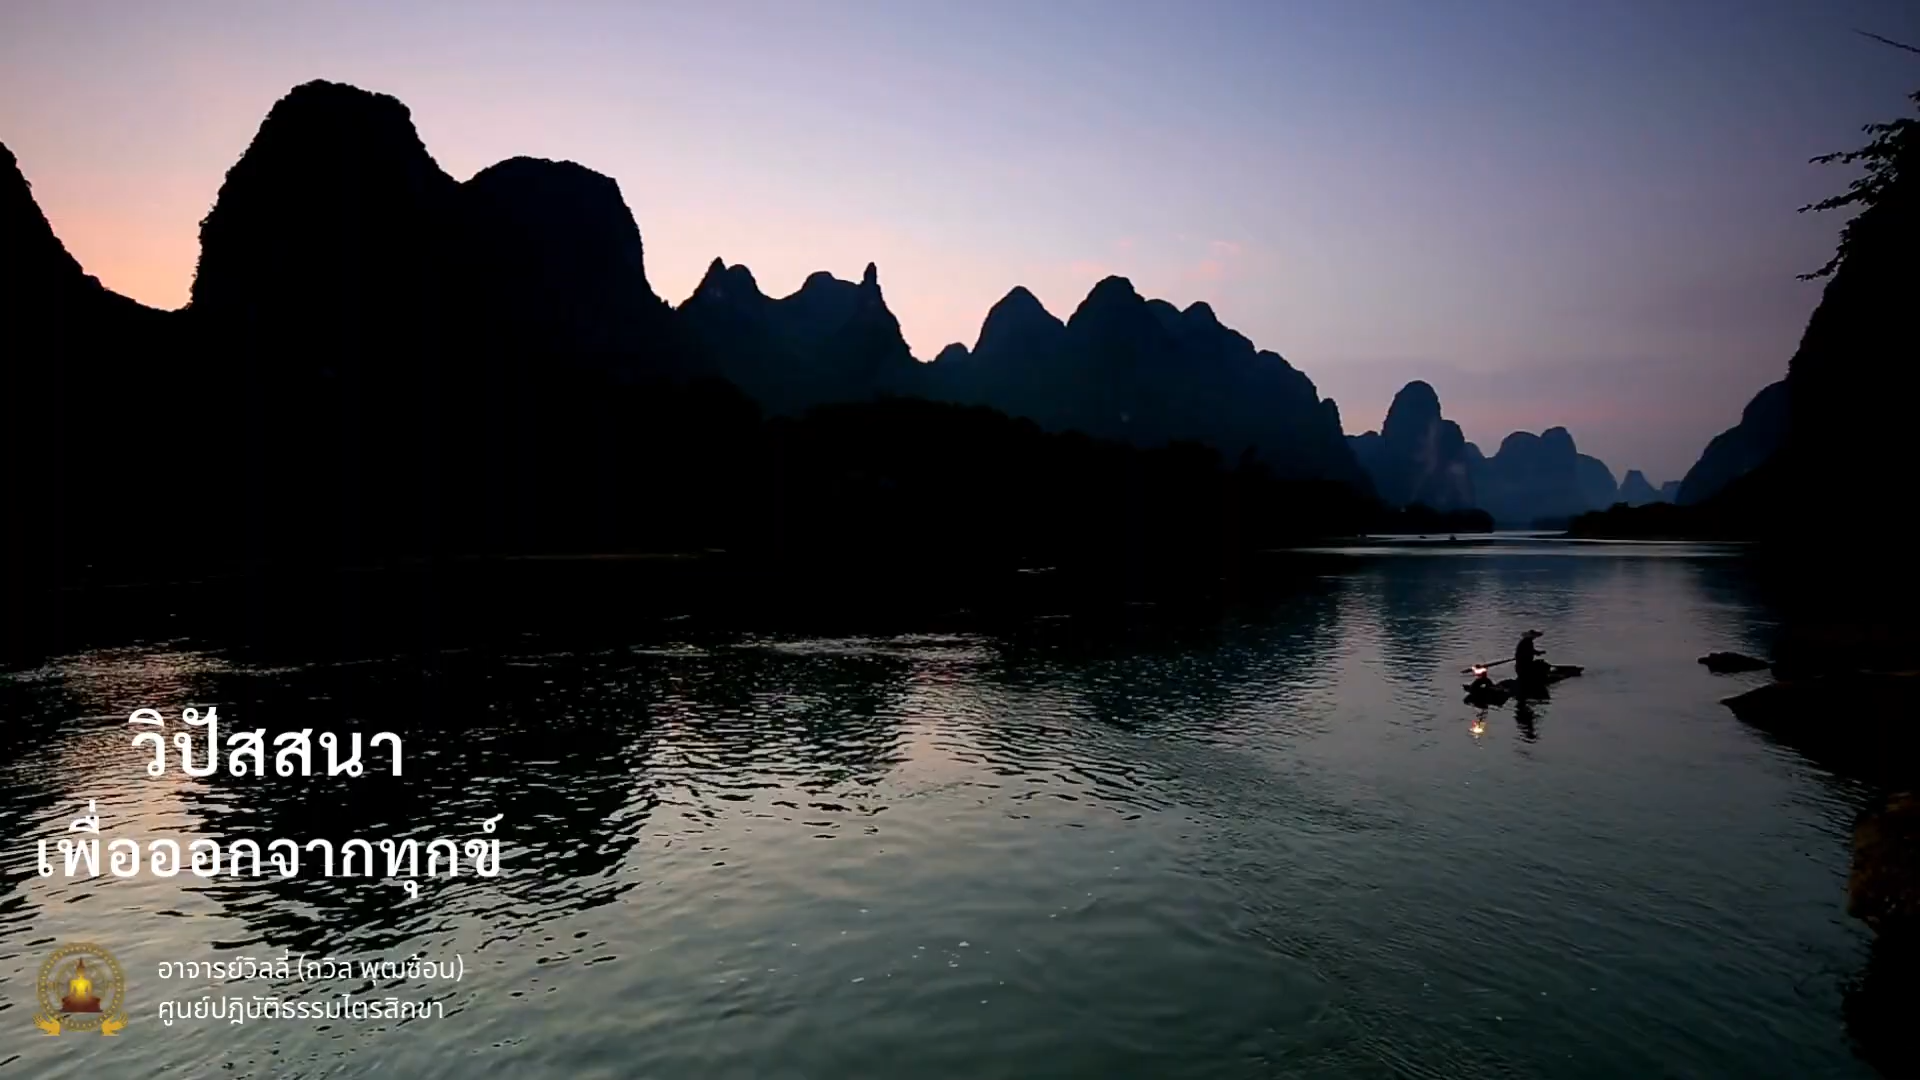 วิปัสสนา
เพื่อออกจากทุกข์
อาจารย์วิลลี่ (ถวิล พุฒซ้อน)
ศูนย์ปฎิบัติธรรมไตรสิกขา